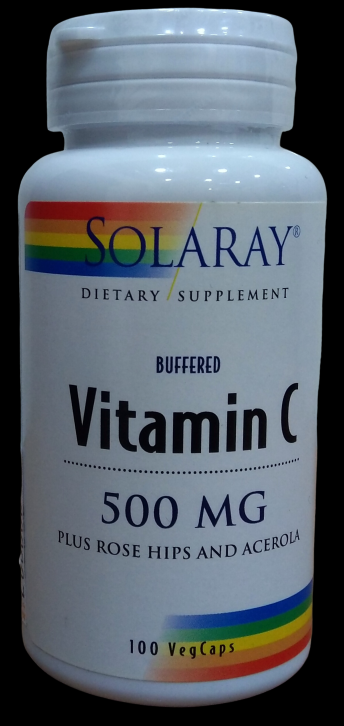 SOLARAY®
DIETARY SUPPLEMENT
BUFFERED
Vitamin C
500 MG
PLUS ROSE HIPS AND ACEROLA
100 VegCaps